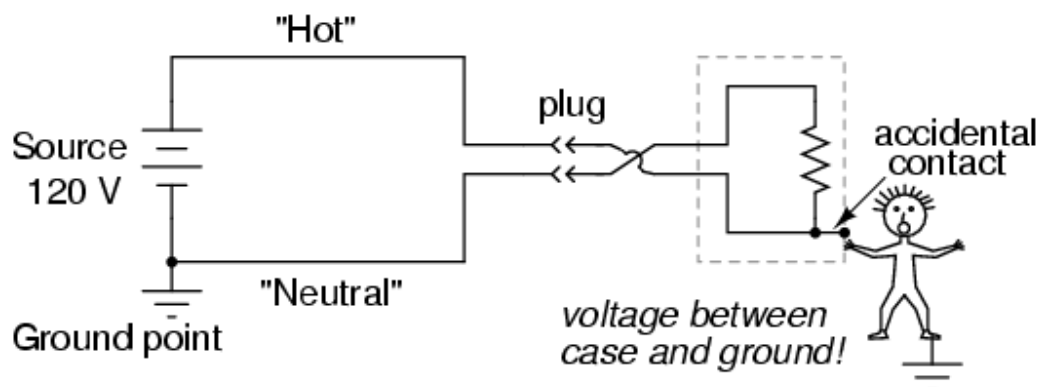 "Hot"
plug
Source
120 V
accidental
contact
"Neutral"
Ground point
voltage between
case and ground!